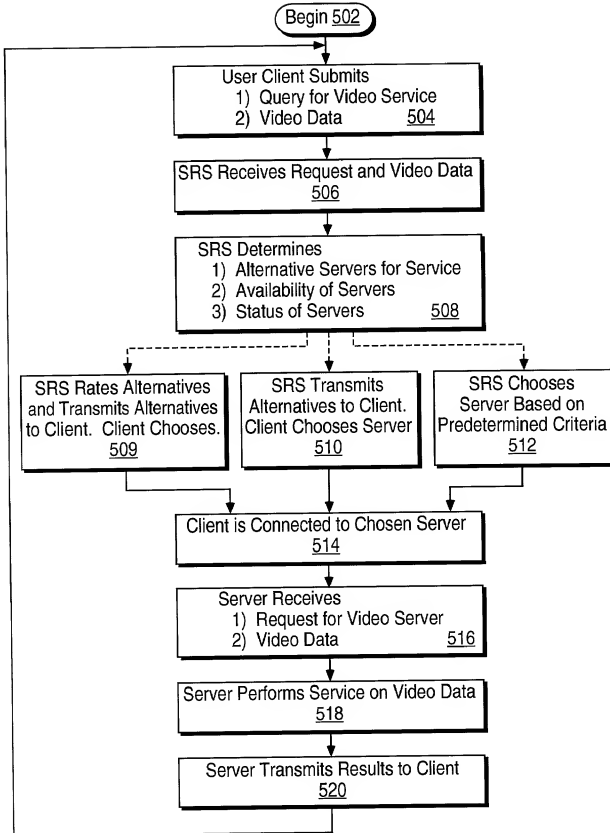 Begin 502
User Client Submits
1) Query for Video Service
2) Video Data 504
SRS Receives Request and Video Data
506
SRS Determines
1) Alternative Servers for Service
2) Availability of Servers
3) Status of Servers 508
SRS Rates Alternatives
and Transmits Alternatives
to Client. Client Chooses.
509
SRS Transmits
Alternatives to Client.
Client Chooses Server
510
SRS Chooses
Server Based on
Predetermined Criteria
512
Client is Connected to Chosen Server
514
Server Receives
1) Request for Video Server
2) Video Data 516
Server Performs Service on Video Data
518
Server Transmits Results to Client
520